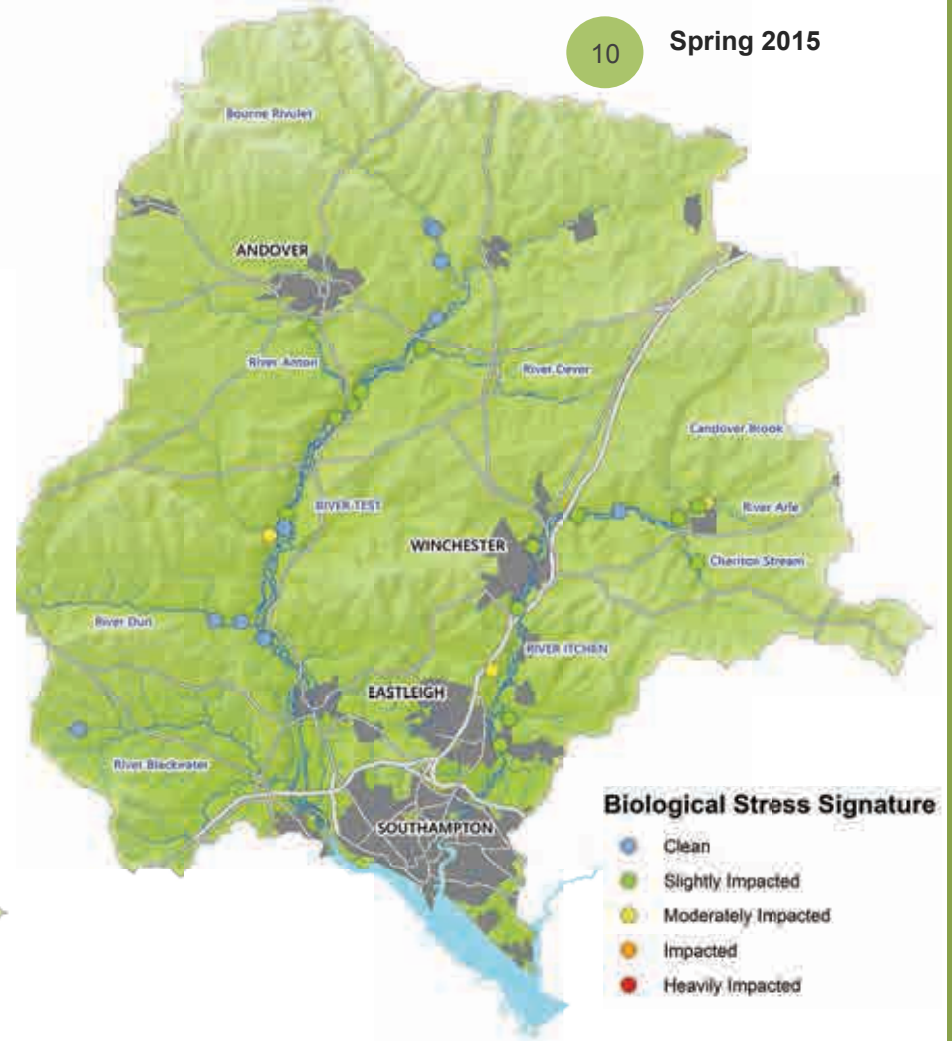 10
Spring 2015
Bourne Rivulet
ANDOVER
River Anton
River Dever
Candover Brook
RIVER TEST
River Arle
WINCHESTER
Cheriton Stream
River Dun
RIVER ITCHEN
EASTLEIGH
River Blackwater
SOUTHAMPTON
Biological Stress Signature
Clean
Slightly Impacted
Moderately Impacted
Impacted
Heavily Impacted